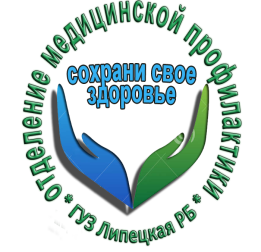 отделение медицинской профилактики
сохрани свое
здоровье
* ГУЗ Липецкая РБ *